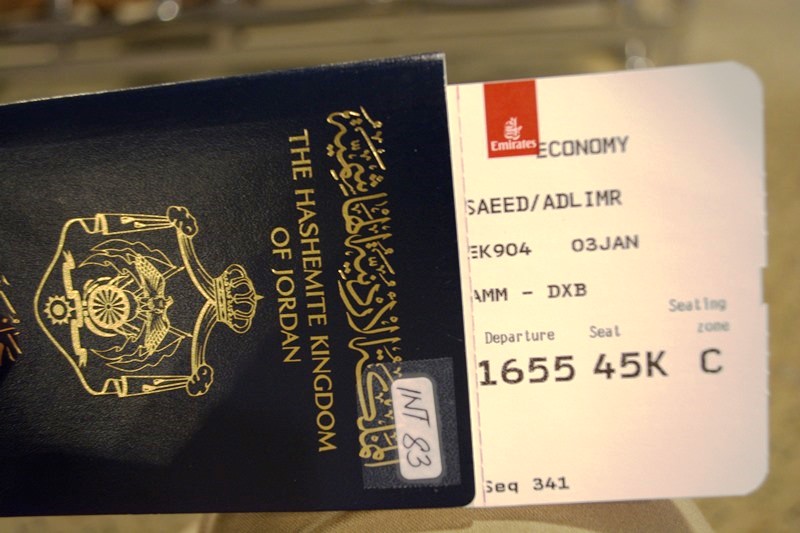 المملكة الأردنية الهاشمية
THE HASHEMITE KINGDOM
OF JORDAN
INT 83
Emirates
ECONOMY
SAEED/ADLIMR
EK904 03JAN
AMM - DXB
Departure Seat Seating zone
1655 45K C
Seq 341